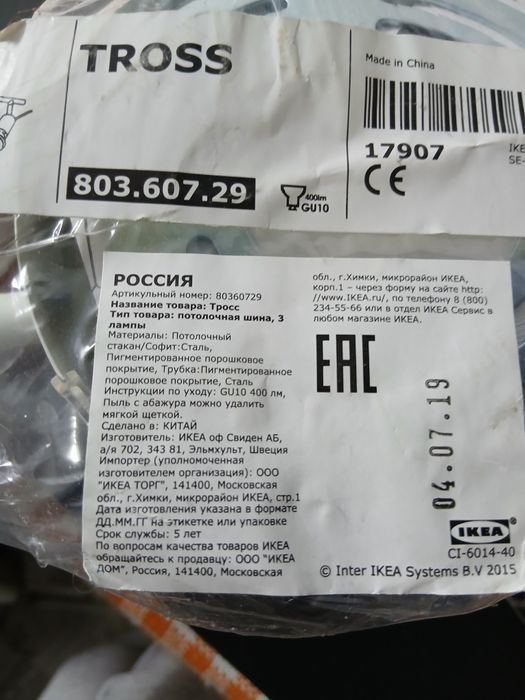 TROSS
Made in China
803.607.29
400lm
GU10
17907
IKE
SE-
CE
РОССИЯ
Артикульный номер: 80360729
Название товара: Тросс
Тип товара: потолочная шина, 3
лампы
Материалы: Потолочный
стакан/Софит:Сталь,
Пигментированное порошковое
покрытие, Трубка:Пигментированное
порошковое покрытие, Сталь
Инструкции по уходу: GU10 400 лм,
Пыль с абажура можно удалить
мягкой щеткой.
Сделано в: КИТАЙ
Изготовитель: ИКЕА оф Свиден АБ,
а/я 702, 343 81, Эльмхульт, Швеция
Импортер (уполномоченная
изготовителем организация): ООО
"ИКЕА ТОРГ", 141400, Московская
обл., г.Химки, микрорайон ИКЕА, стр.1
Дата изготовления указана в формате
ДД.ММ.ГГ на этикетке или упаковке
Срок службы: 5 лет
По вопросам качества товаров ИКЕА
обращайтесь к продавцу: ООО "ИКЕА
ДОМ", Россия, 141400, Московская
обл., г.Химки, микрорайон ИКЕА,
корп.1 – через форму на сайте http:
//www.IKEA.ru/, по телефону 8 (800)
234-55-66 или в отдел ИКЕА Сервис в
любом магазине ИКЕА.
EAC
04.07.19
IKEA
CI-6014-40
© Inter IKEA Systems B.V 2015